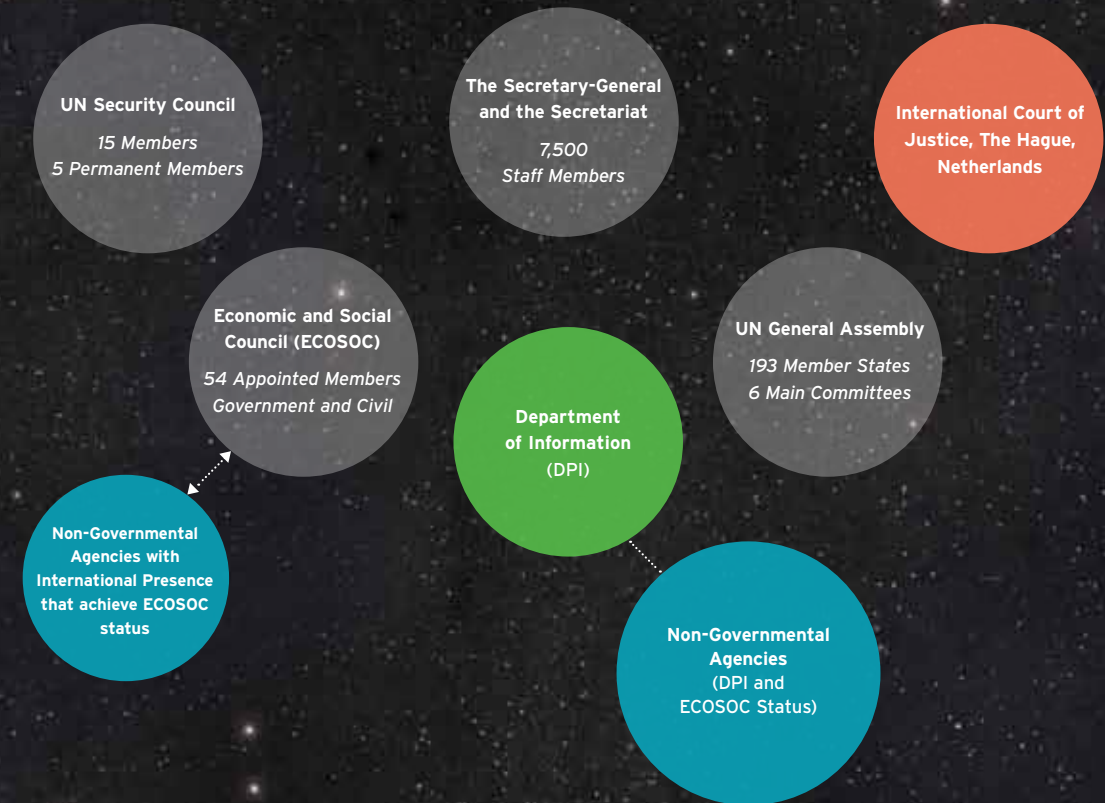 UN Security Council
15 Members
5 Permanent Members
The Secretary-General
and the Secretariat
7,500
Staff Members
International Court of
Justice, The Hague,
Netherlands
Economic and Social
Council (ECOSOC)
54 Appointed Members
Government and Civil
Department
of Information
(DPI)
UN General Assembly
193 Member States
6 Main Committees
Non-Governmental
Agencies with
International Presence
that achieve ECOSOC
status
Non-Governmental
Agencies
(DPI and
ECOSOC Status)